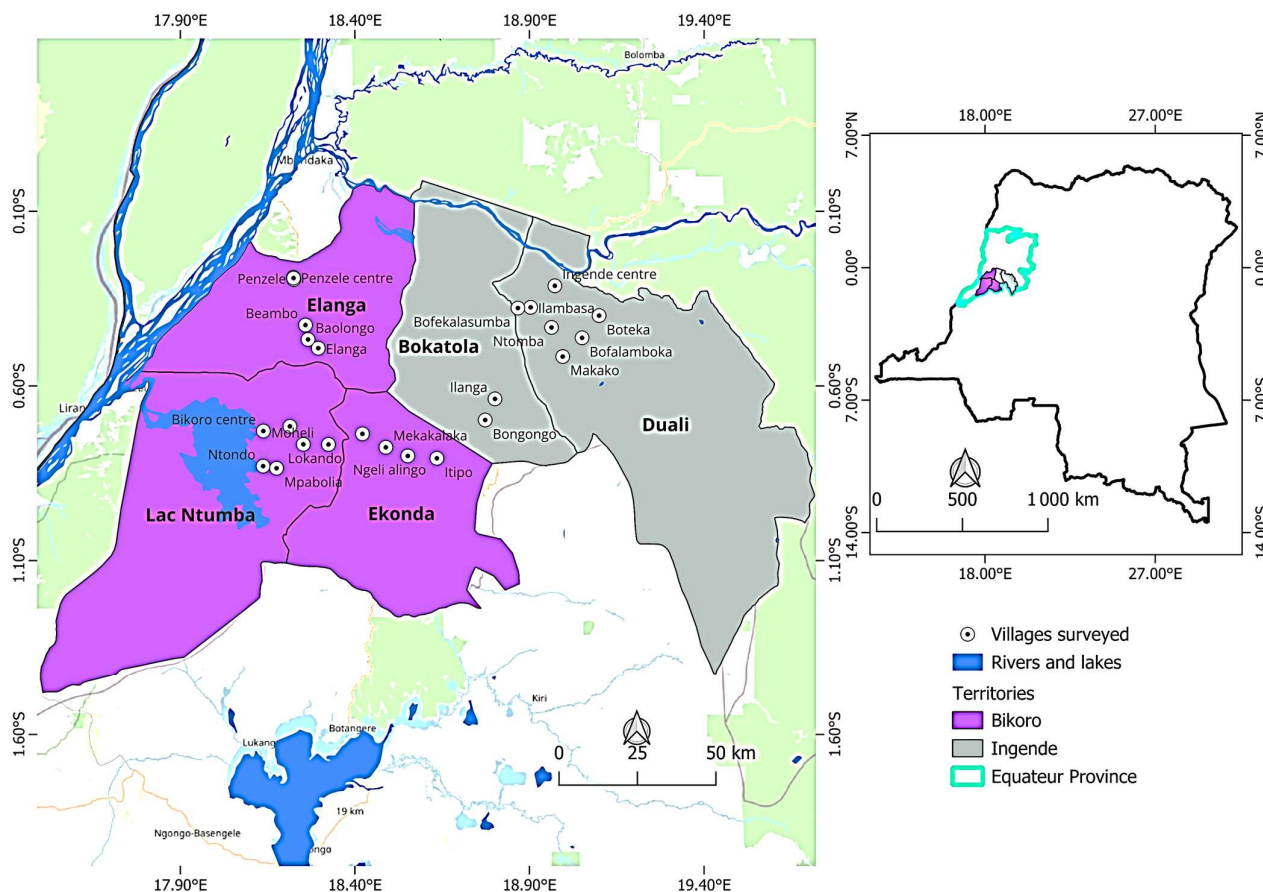 17.90°E
18.40°E
18.90°E
19.40°E
Bolomba
0.10°S
0.10°S
Penzele
Penzele centre
Ingende centre
Elanga
Beambo
Baolongo
Ilambasa
Bofekalasumba
Boteka
Elanga
Bokatola
Ntomba
Bofalamboka
Makako
0.60°S
0.60°S
Ilanga
Bikoro centre
Duali
Moheli
Mekakalaka
Bongongo
Ntondo
Lokando
Ngeli alingo
Itipo
Mpabolia
Lac Ntumba
Ekonda
1.10°S
1.10°S
Kiri
1.60°S
1.60°S
Lukang
0
25
50 km
19 km
Ngongo-Basengele
ongo
17.90°E
18.40°E
18.90°E
19.40°E
18.00°E
27.00°E
7.00°N
7.00°N
0.00°
0.00°
7.00°S
7.00°S
0
500
1000 km
14.00°S
14.00°S
18.00°E
27.00°E
Villages surveyed
Rivers and lakes
Territories
Bikoro
Ingende
Equateur Province